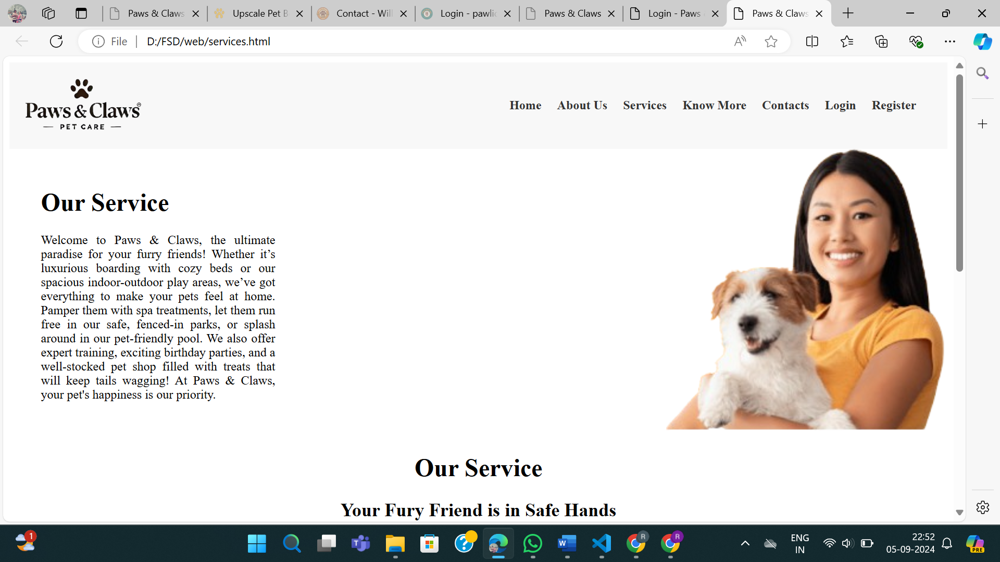 Paws & Claws
Upscale Pet B
Contact - Will
Login - pawlic
Paws & Claws
Login - Paws
Paws & Claws
File
D:/FSD/web/services.html
Paws & Claws®
PET CARE
Home About Us Services Know More Contacts Login Register
Our Service
Welcome to Paws & Claws, the ultimate
paradise for your furry friends! Whether it’s
luxurious boarding with cozy beds or our
spacious indoor-outdoor play areas, we’ve got
everything to make your pets feel at home.
Pamper them with spa treatments, let them run
free in our safe, fenced-in parks, or splash
around in our pet-friendly pool. We also offer
expert training, exciting birthday parties, and a
well-stocked pet shop filled with treats that
will keep tails wagging! At Paws & Claws,
your pet's happiness is our priority.
Our Service
Your Fury Friend is in Safe Hands
1
R
R
ENG
IN
22:52
05-09-2024
PRE